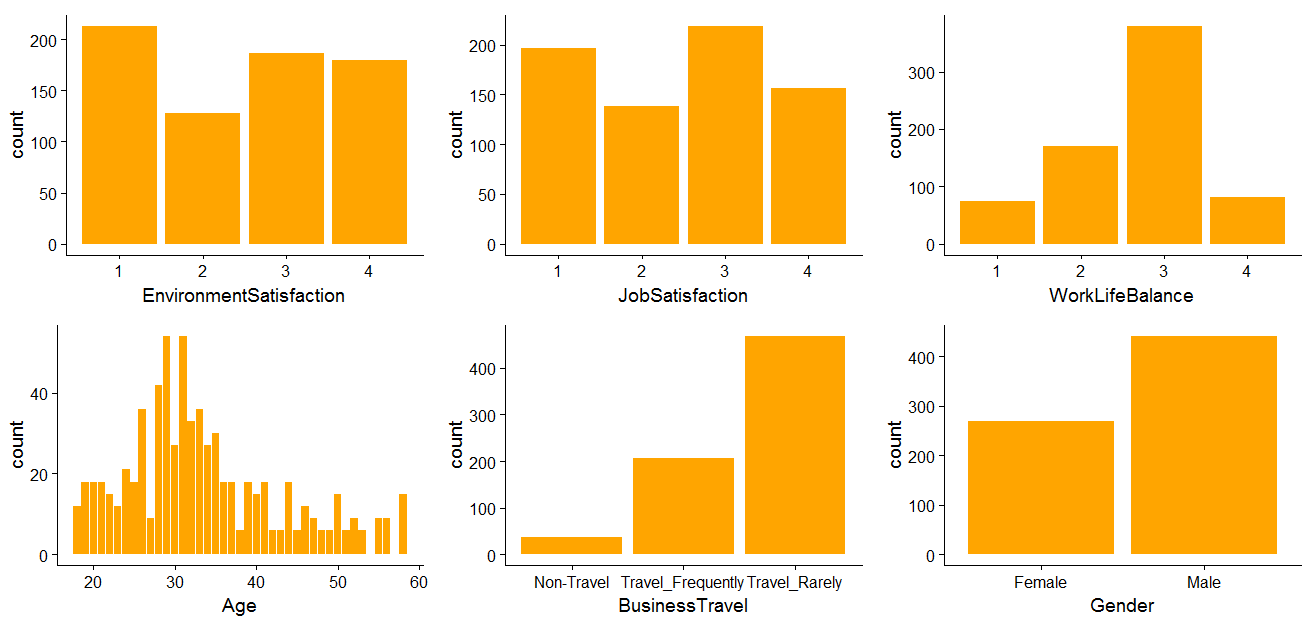 count
200
150
100
50
0
1 2 3 4
EnvironmentSatisfaction
count
200
150
100
50
0
1 2 3 4
JobSatisfaction
count
300
200
100
0
1 2 3 4
WorkLifeBalance
count
40
20
0
20 30 40 50 60
Age
count
400
300
200
100
0
Non-Travel Travel_Frequently Travel_Rarely
BusinessTravel
count
400
300
200
100
0
Female Male
Gender